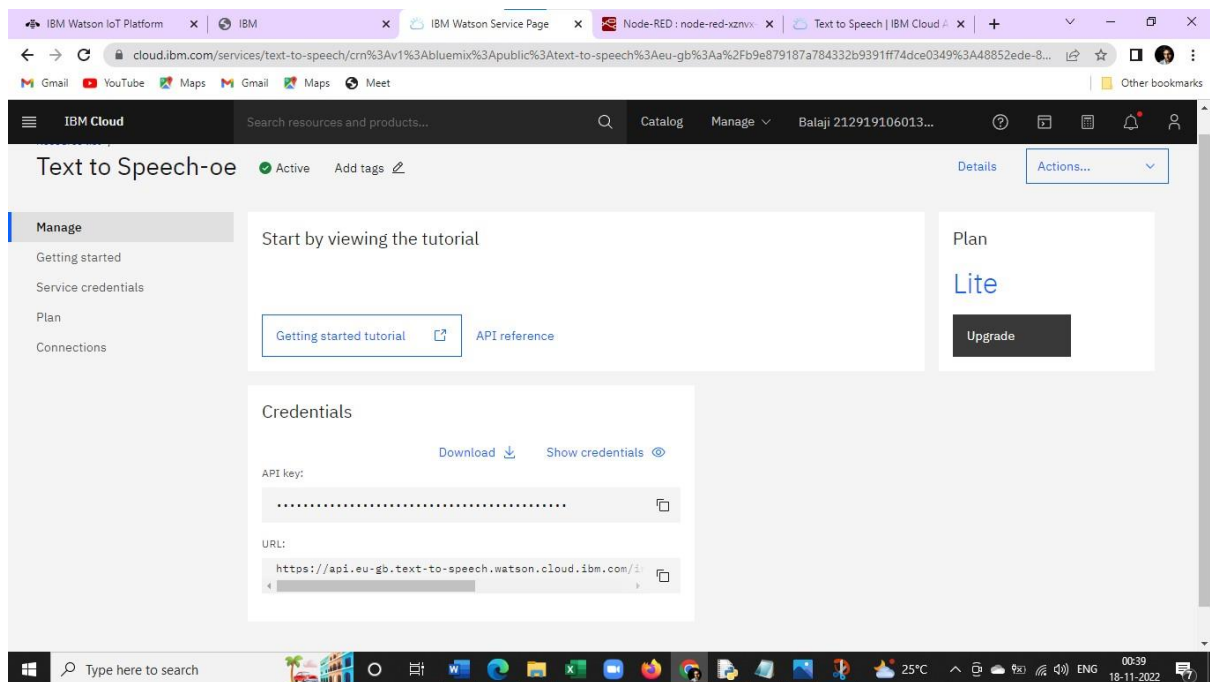 IBM Watson IoT Platform
IBM
IBM Watson Service Page
Node-RED : node-red-xznvx-
Text to Speech | IBM Cloud A
cloud.ibm.com/services/text-to-speech/crn%3Av1%3Abluemix%3Apublic%3Atext-to-speech%3Aeu-gb%3Aa%2Fb9e879187a784332b9391ff74dce0349%3A48852ede-8...
Gmail YouTube Maps Gmail Maps Meet Other bookmarks
IBM Cloud Search resources and products... Catalog Manage Balaji 212919106013...
Text to Speech-oe Active Add tags Details Actions...
Manage
Getting started
Service credentials
Plan
Connections
Start by viewing the tutorial
Getting started tutorial API reference
Plan
Lite
Upgrade
Credentials
Download Show credentials
API key:
............................................
URL:
https://api.eu-gb.text-to-speech.watson.cloud.ibm.com/i
Type here to search
25°C ENG 00:39
18-11-2022
7